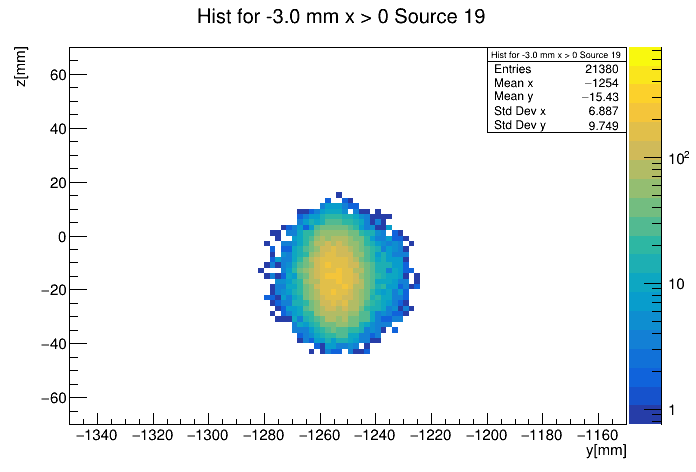 Hist for -3.0 mm x > 0 Source 19
z[mm]
60
40
20
0
−20
−40
−60
Hist for -3.0 mm x > 0 Source 19
Entries 21380
Mean x −1254
Mean y −15.43
Std Dev x 6.887
Std Dev y 9.749
10²
10
1
−1340 −1320 −1300 −1280 −1260 −1240 −1220 −1200 −1180 −1160
y[mm]